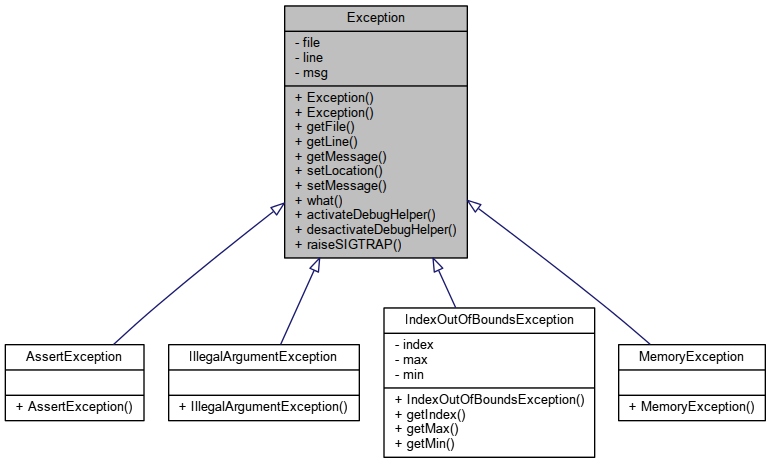 Exception
- file
- line
- msg
+ Exception()
+ Exception()
+ getFile()
+ getLine()
+ getMessage()
+ setLocation()
+ setMessage()
+ what()
+ activateDebugHelper()
+ desactivateDebugHelper()
+ raiseSIGTRAP()
AssertException
+ AssertException()
IllegalArgumentException
+ IllegalArgumentException()
IndexOutOfBoundsException
- index
- max
- min
+ IndexOutOfBoundsException()
+ getIndex()
+ getMax()
+ getMin()
MemoryException
+ MemoryException()